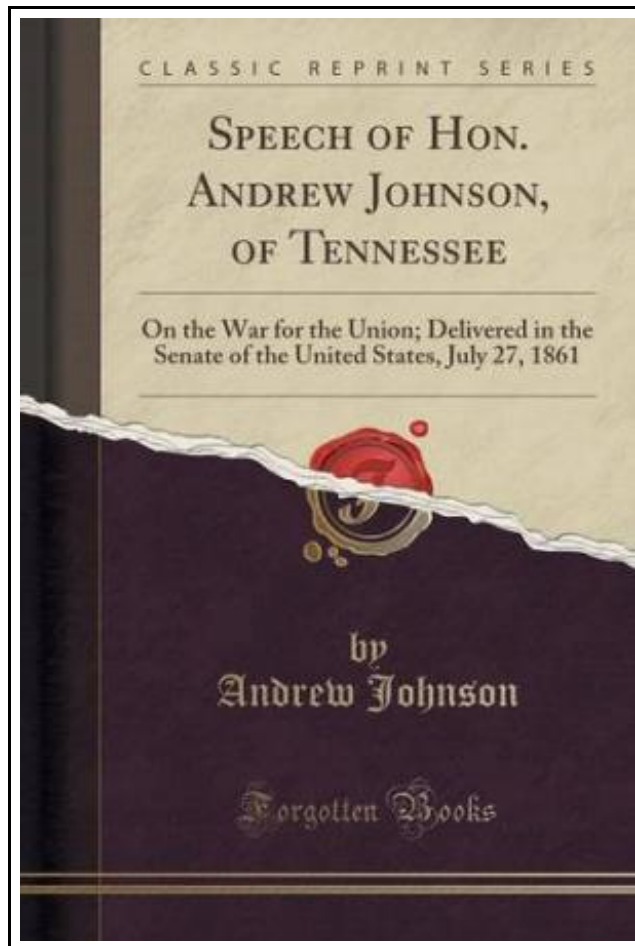 CLASSIC REPRINT SERIES
SPEECH OF HON.
ANDREW JOHNSON,
OF TENNESSEE
On the War for the Union; Delivered in the
Senate of the United States, July 27, 1861
F
by
Andrew Johnson
Forgotten Books